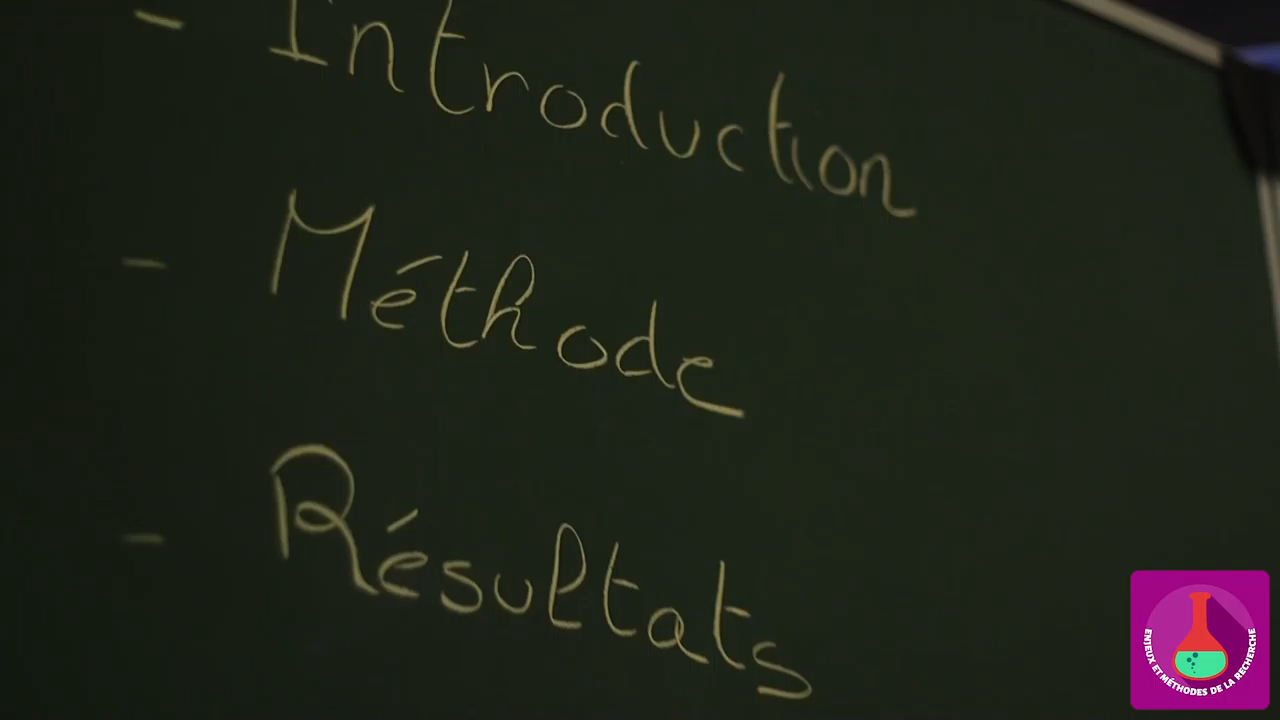 - Introduction
- Méthode
- Résultats
ENJEUX ET MÉTHODES DE LA RECHERCHE